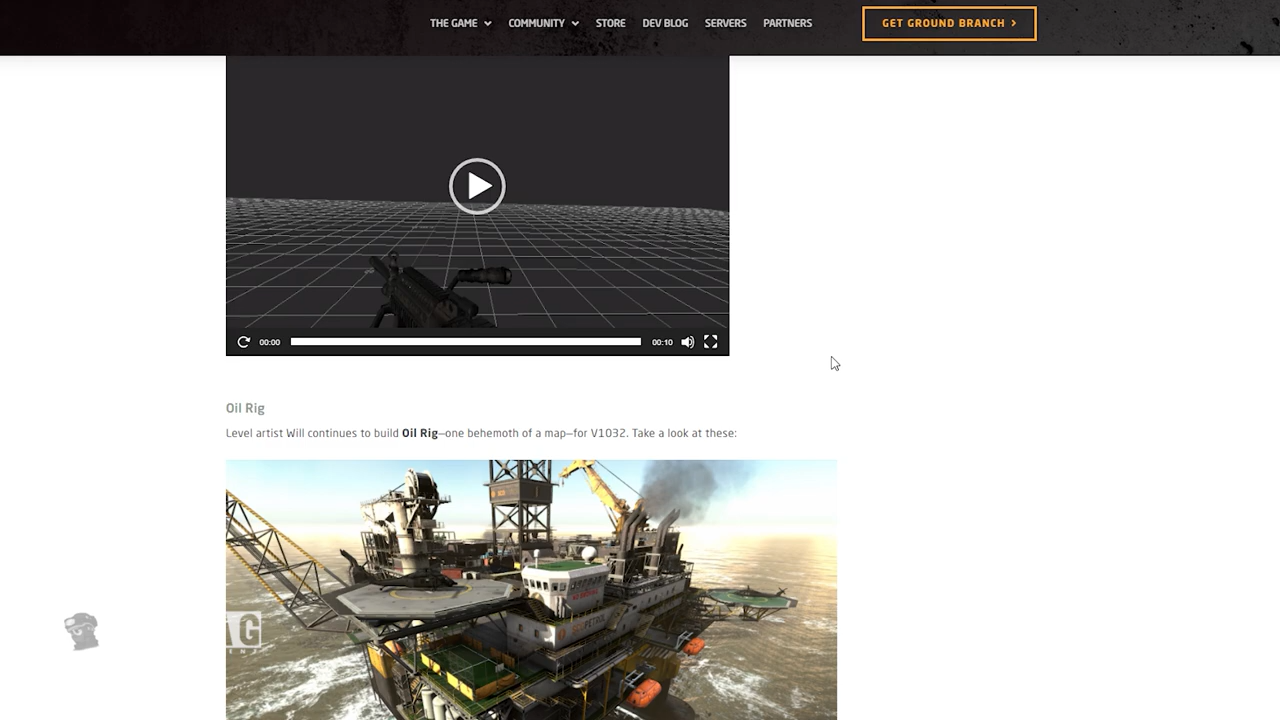 THE GAME COMMUNITY STORE DEV BLOG SERVERS PARTNERS GET GROUND BRANCH >
00:00 00:10
Oil Rig
Level artist Will continues to build Oil Rig—one behemoth of a map—for V1032. Take a look at these: